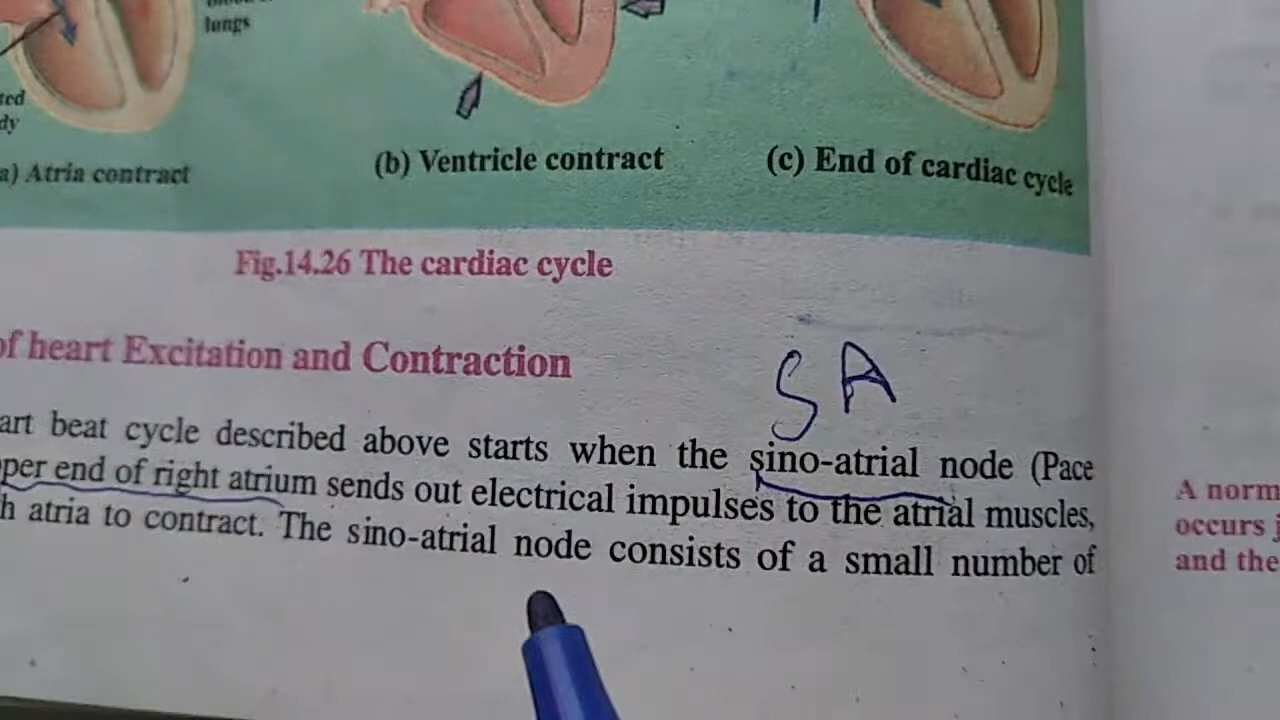 lungs
(b) Ventricle contract
(c) End of cardiac cycle
a) Atria contract
Fig.14.26 The cardiac cycle
of heart Excitation and Contraction
SA
art beat cycle described above starts when the sino-atrial node (Pace
per end of right atrium sends out electrical impulses to the atrial muscles,
h atria to contract. The sino-atrial node consists of a small number of
A norm
occurs j
and the